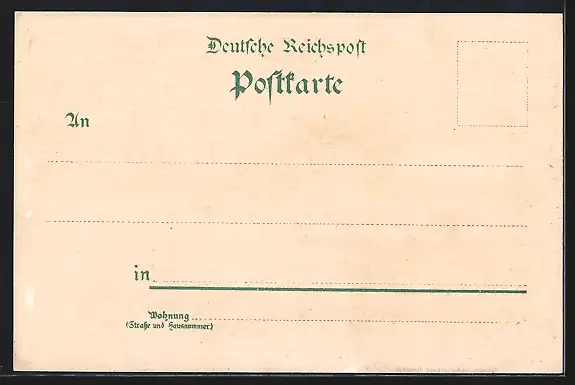 Deutſche Reichspoſt
Poſtkarte
An
in
Wohnung
(Straße und Hausnummer)